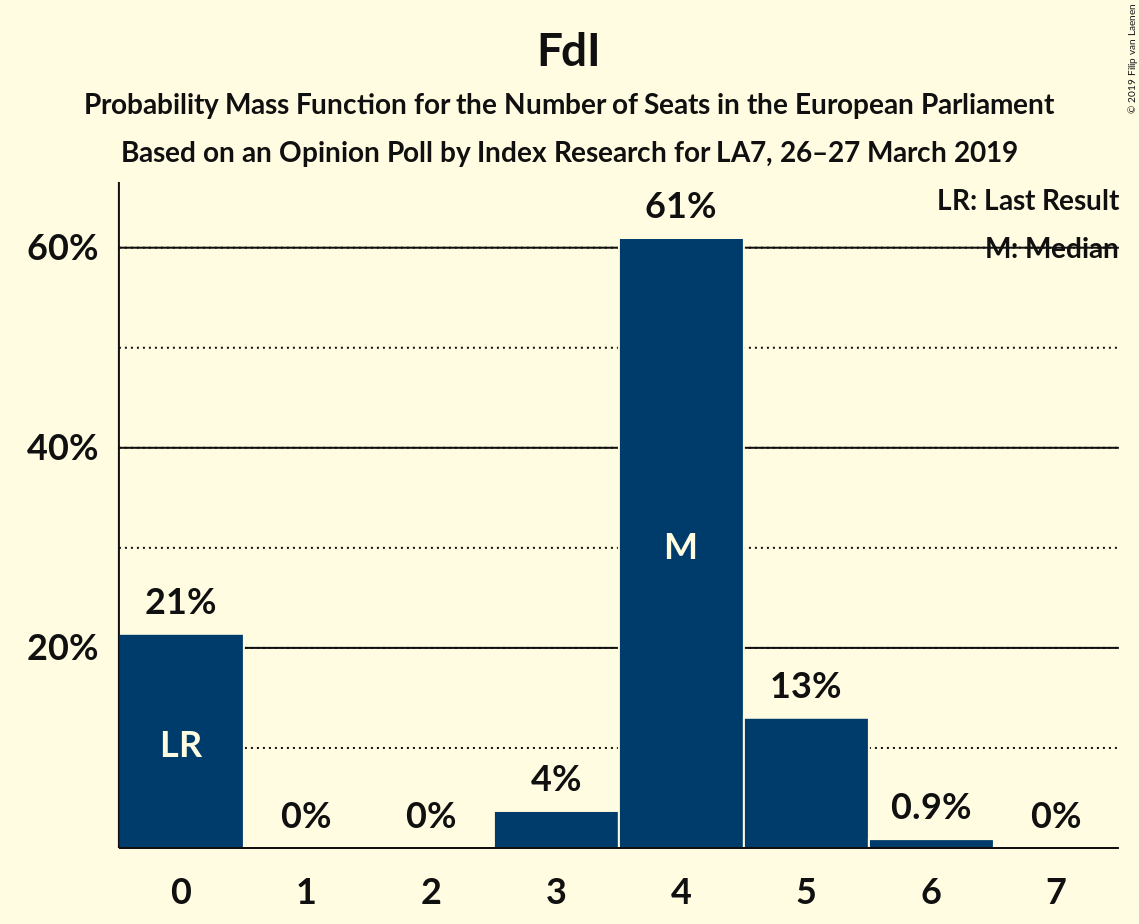 FdI
Probability Mass Function for the Number of Seats in the European Parliament
Based on an Opinion Poll by Index Research for LA7, 26–27 March 2019
© 2019 Filip van Laenen
LR: Last Result
M: Median
60%
40%
20%
21%
0%
0%
4%
61%
13%
0.9%
0%
LR
M
0 1 2 3 4 5 6 7